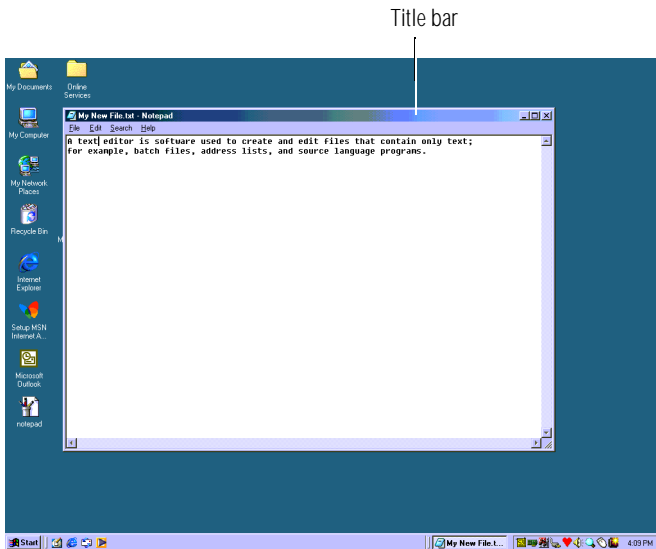 Title bar
My Documents
Online
Services
My New File.txt - Notepad
File Edit Search Help
A text editor is software used to create and edit files that contain only text;
for example, batch files, address lists, and source language programs.
My Computer
My Network
Places
Recycle Bin
M
Internet
Explorer
Setup MSN
Internet A...
Microsoft
Outlook
notepad
Start
My New File.t...
4:09 PM